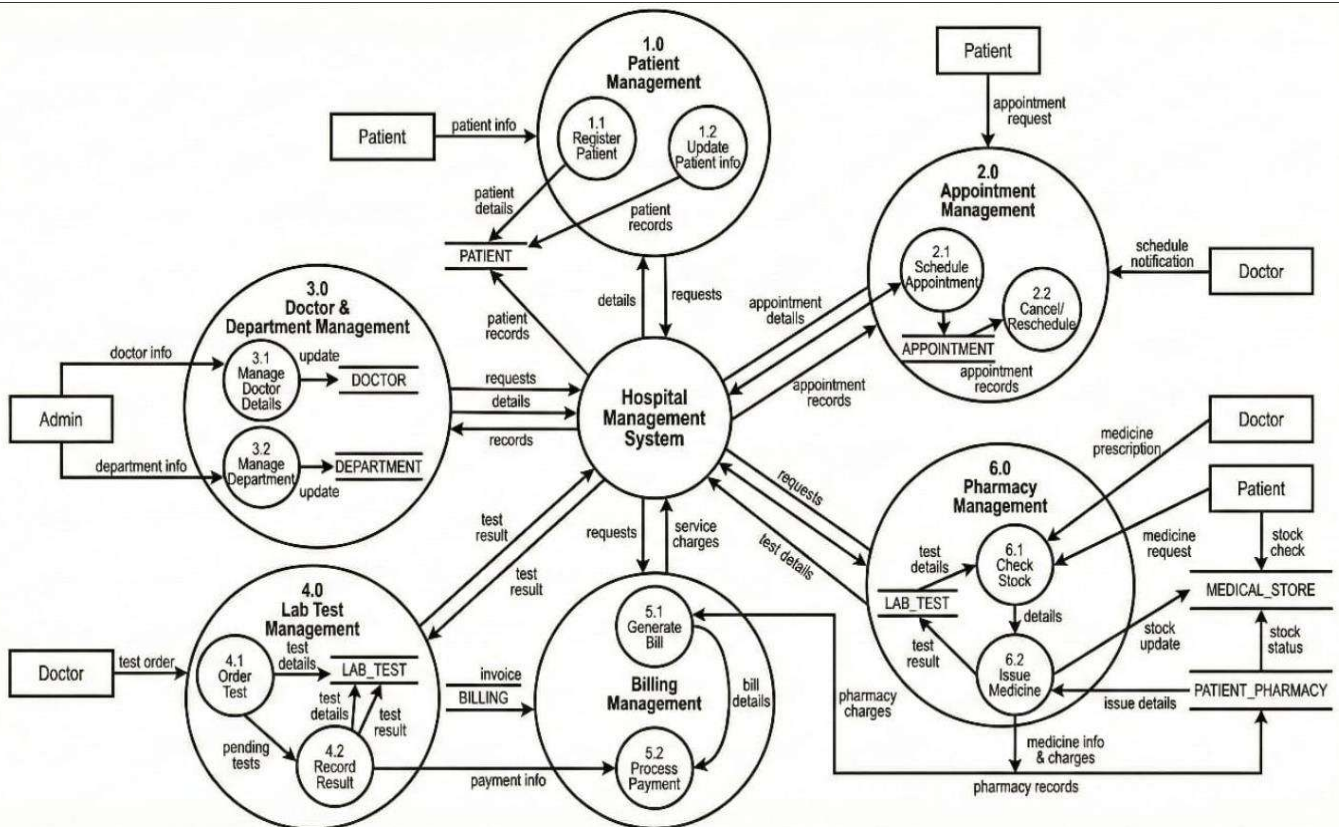 1.0
Patient
Management
1.1
Register
Patient
1.2
Update
Patient info
Patient
patient info
patient
details
patient
records
PATIENT
patient
records
details
requests
Patient
appointment
request
2.0
Appointment
Management
2.1
Schedule
Appointment
2.2
Cancel/
Reschedule
APPOINTMENT
appointment
records
schedule
notification
Doctor
appointment
details
appointment
records
3.0
Doctor &
Department Management
doctor info
3.1
Manage
Doctor
Details
update
DOCTOR
Admin
department info
3.2
Manage
Department
update
DEPARTMENT
requests
details
records
Hospital
Management
System
test
result
test
result
requests
service
charges
requests
test details
medicine
prescription
Doctor
6.0
Pharmacy
Management
Patient
medicine
request
stock
check
6.1
Check
Stock
test
details
LAB_TEST
details
test
result
6.2
Issue
Medicine
MEDICAL_STORE
stock
update
stock
status
issue details
PATIENT_PHARMACY
medicine info
& charges
pharmacy records
pharmacy
charges
4.0
Lab Test
Management
Doctor
test order
4.1
Order
Test
test
details
LAB_TEST
test
details
test
result
pending
tests
4.2
Record
Result
payment info
invoice
BILLING
5.1
Generate
Bill
Billing
Management
bill
details
5.2
Process
Payment